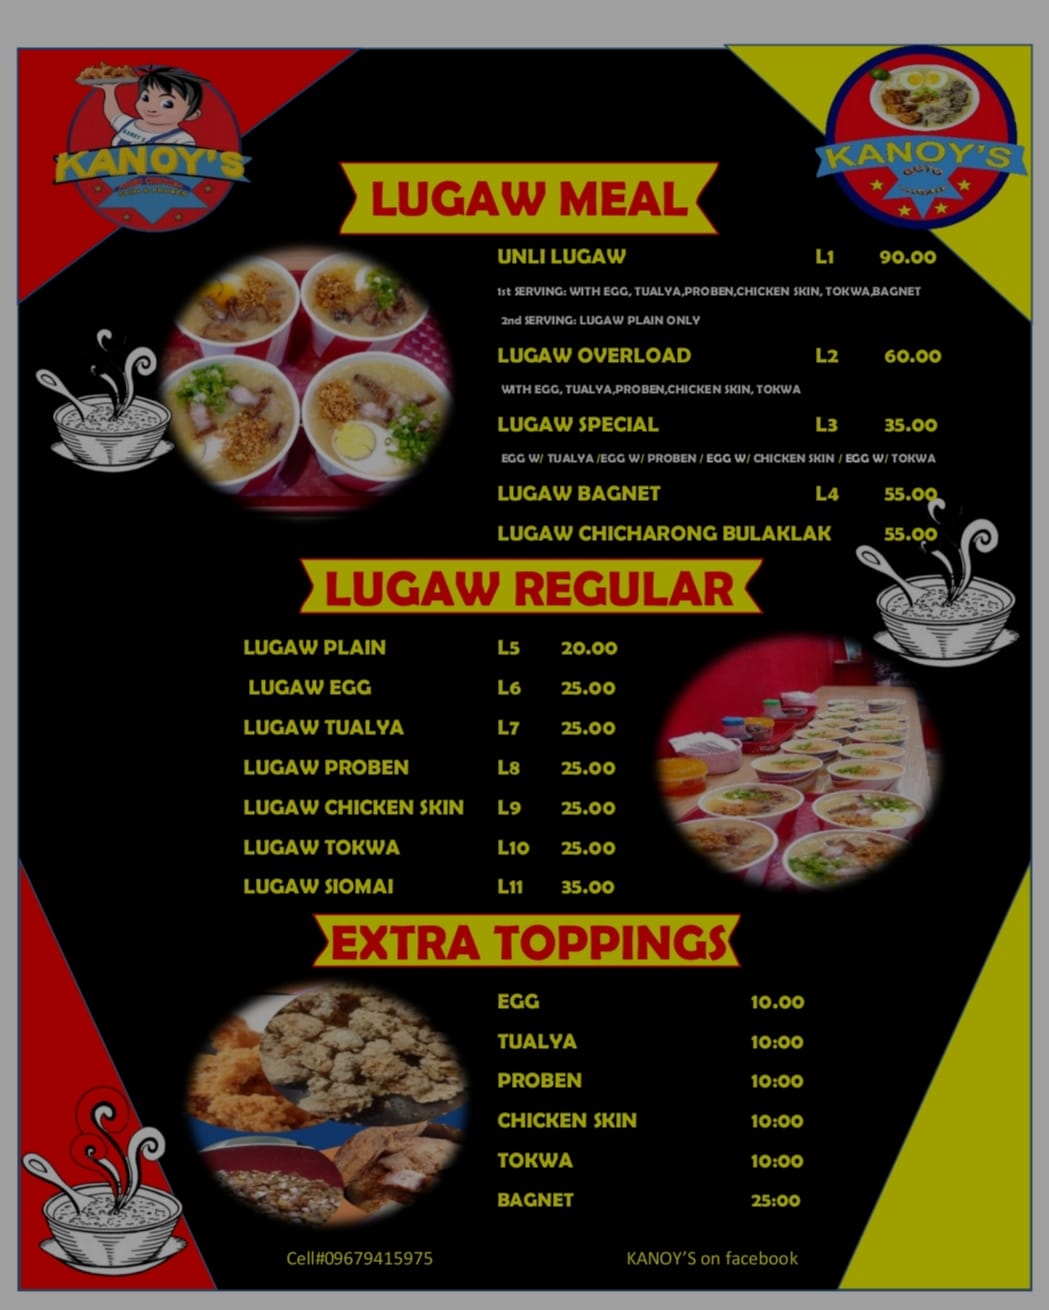 KANOY'S
KANOY'S
LUGAW MEAL
UNLI LUGAW L1 90.00
1st SERVING: WITH EGG, TUALYA,PROBEN,CHICKEN SKIN, TOKWA,BAGNET
2nd SERVING: LUGAW PLAIN ONLY
LUGAW OVERLOAD L2 60.00
WITH EGG, TUALYA,PROBEN,CHICKEN SKIN, TOKWA
LUGAW SPECIAL L3 35.00
EGG W/ TUALYA /EGG W/ PROBEN / EGG W/ CHICKEN SKIN / EGG W/ TOKWA
LUGAW BAGNET L4 55.00
LUGAW CHICHARONG BULAKLAK 55.00
LUGAW REGULAR
LUGAW PLAIN L5 20.00
LUGAW EGG L6 25.00
LUGAW TUALYA L7 25.00
LUGAW PROBEN L8 25.00
LUGAW CHICKEN SKIN L9 25.00
LUGAW TOKWA L10 25.00
LUGAW SIOMAI L11 35.00
EXTRA TOPPINGS
EGG 10.00
TUALYA 10:00
PROBEN 10:00
CHICKEN SKIN 10:00
TOKWA 10:00
BAGNET 25:00
Cell#09679415975 KANOY'S on facebook